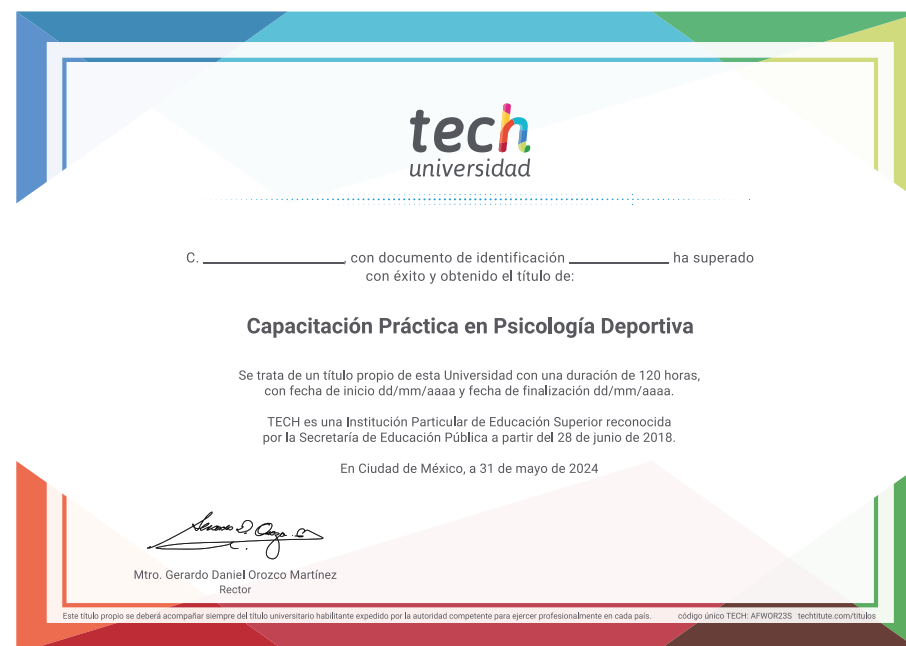 tech
universidad
C. ____________________, con documento de identificación ______________ ha superado
con éxito y obtenido el título de:
Capacitación Práctica en Psicología Deportiva
Se trata de un título propio de esta Universidad con una duración de 120 horas,
con fecha de inicio dd/mm/aaaa y fecha de finalización dd/mm/aaaa.
TECH es una Institución Particular de Educación Superior reconocida
por la Secretaría de Educación Pública a partir del 28 de junio de 2018.
En Ciudad de México, a 31 de mayo de 2024
Mtro. Gerardo Daniel Orozco Martínez
Rector
Este título propio se deberá acompañar siempre del título universitario habilitante expedido por la autoridad competente para ejercer profesionalmente en cada país. código único TECH: AFWOR23S techtitute.com/titulos